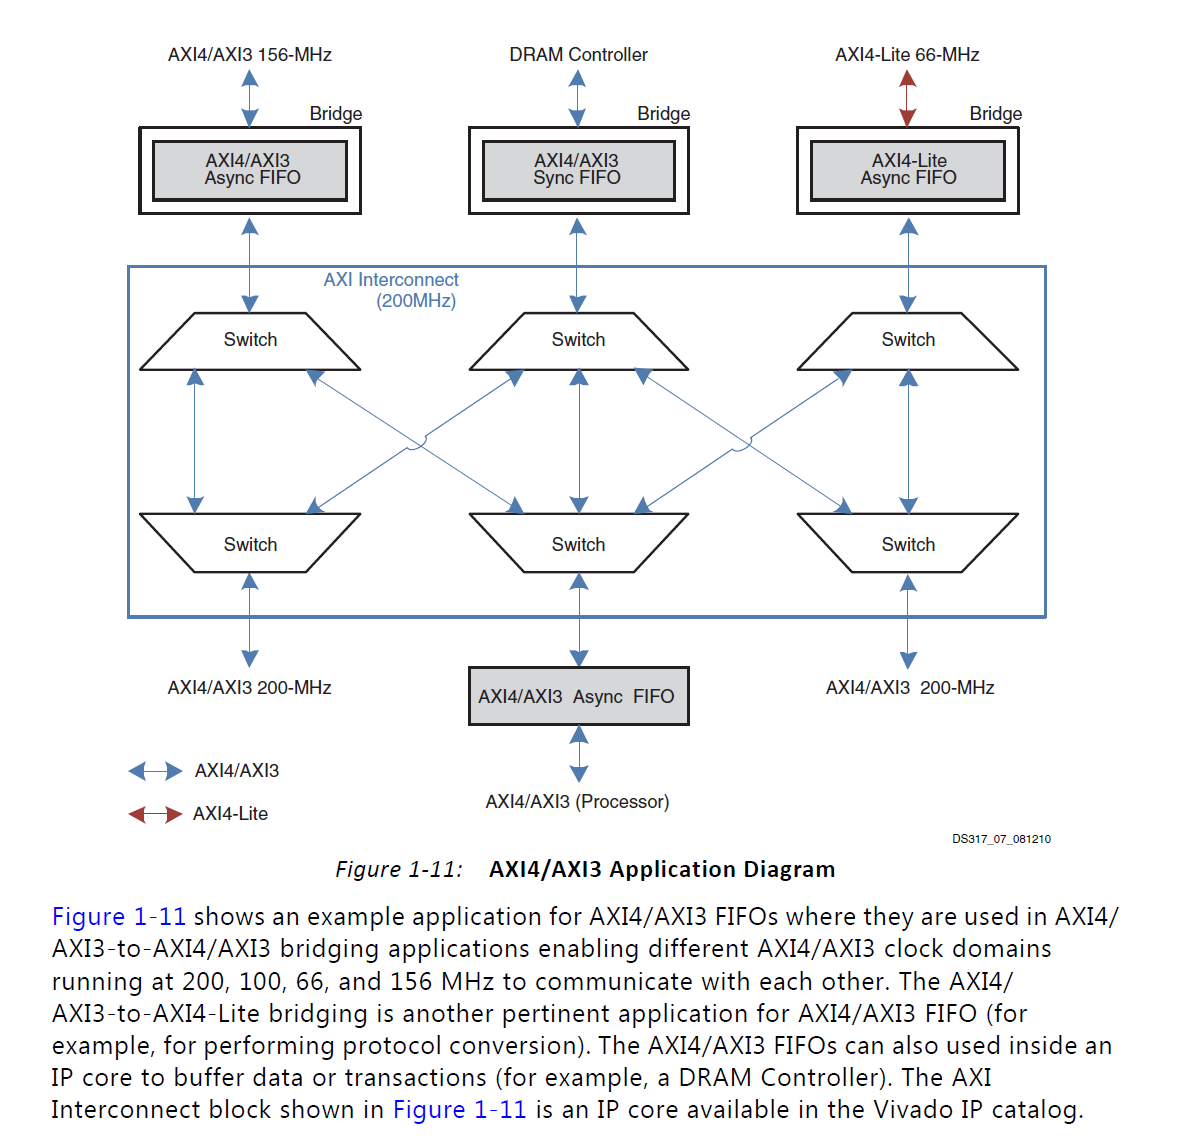 AXI4/AXI3 156-MHz
DRAM Controller
AXI4-Lite 66-MHz
Bridge
Bridge
Bridge
AXI4/AXI3
Async FIFO
AXI4/AXI3
Sync FIFO
AXI4-Lite
Async FIFO
AXI Interconnect
(200MHz)
Switch
Switch
Switch
Switch
Switch
Switch
AXI4/AXI3 200-MHz
AXI4/AXI3 Async FIFO
AXI4/AXI3 200-MHz
AXI4/AXI3
AXI4-Lite
AXI4/AXI3 (Processor)
DS317_07_081210
Figure 1-11: AXI4/AXI3 Application Diagram
Figure 1-11 shows an example application for AXI4/AXI3 FIFOs where they are used in AXI4/
AXI3-to-AXI4/AXI3 bridging applications enabling different AXI4/AXI3 clock domains
running at 200, 100, 66, and 156 MHz to communicate with each other. The AXI4/
AXI3-to-AXI4-Lite bridging is another pertinent application for AXI4/AXI3 FIFO (for
example, for performing protocol conversion). The AXI4/AXI3 FIFOs can also used inside an
IP core to buffer data or transactions (for example, a DRAM Controller). The AXI
Interconnect block shown in Figure 1-11 is an IP core available in the Vivado IP catalog.